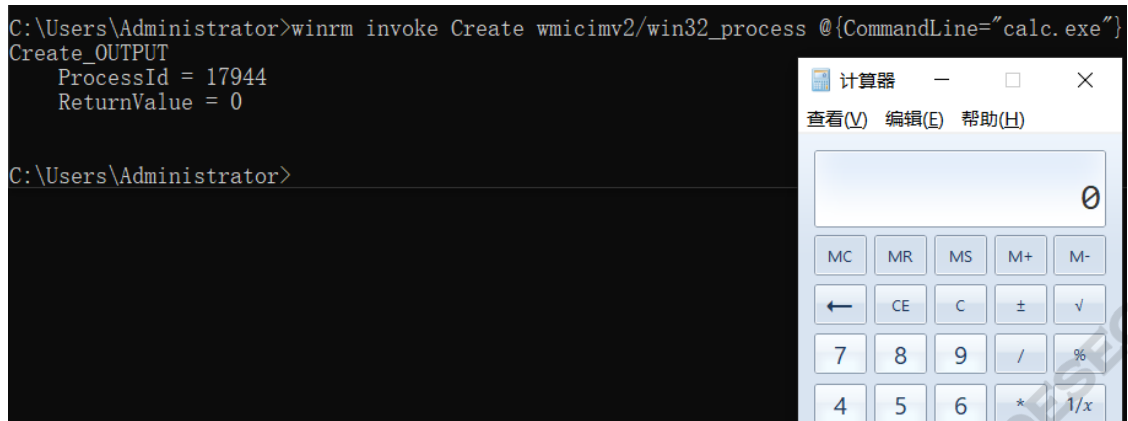 C:\Users\Administrator>winrm invoke Create wmicimv2/win32_process @{CommandLine="calc.exe"}
Create_OUTPUT
    ProcessId = 17944
    ReturnValue = 0
C:\Users\Administrator>
计算器
查看(V) 编辑(E) 帮助(H)
0
MC MR MS M+ M-
← CE C ± √
7 8 9 / %
4 5 6 * 1/x